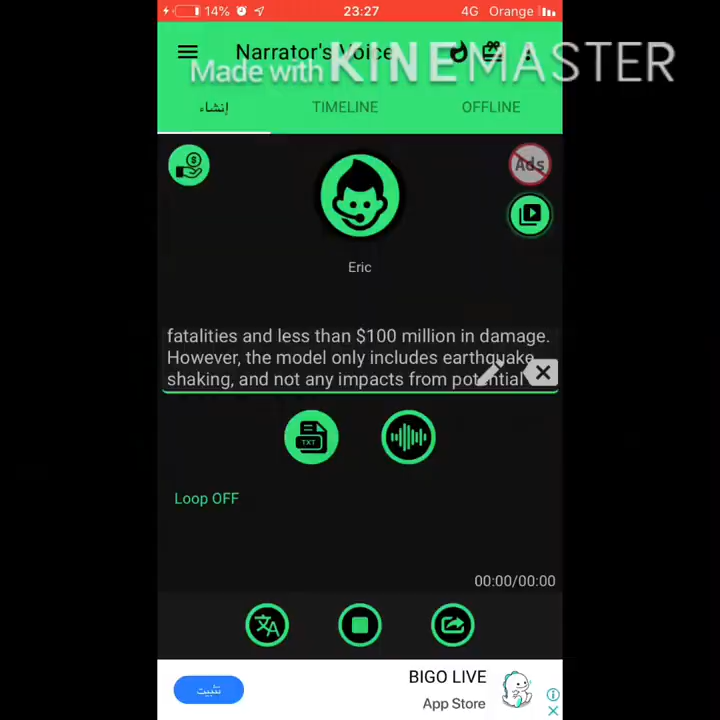 14%
23:27
4G Orange
Narrator's Voice
Made with KINEMASTER
إنشاء
TIMELINE
OFFLINE
Ads
Eric
fatalities and less than $100 million in damage.
However, the model only includes earthquake
shaking, and not any impacts from potential
TXT
Loop OFF
00:00/00:00
تثبيت
BIGO LIVE
App Store